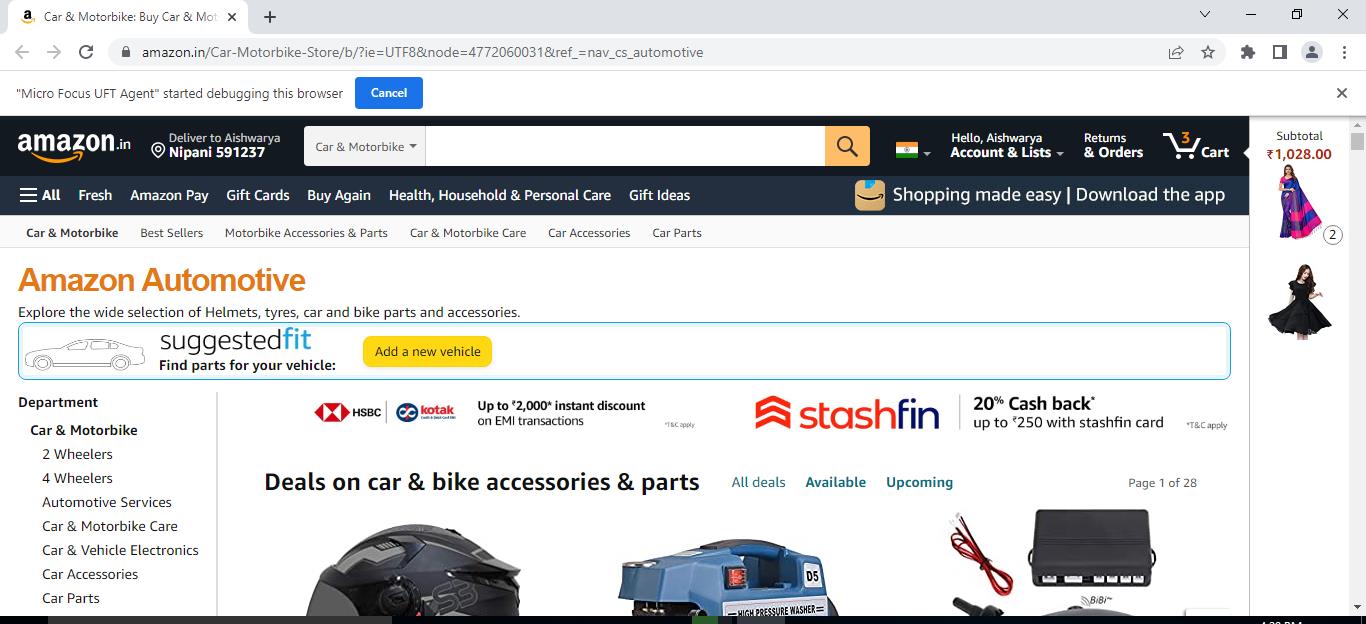 Car & Motorbike: Buy Car & Mot
amazon.in/Car-Motorbike-Store/b/?ie=UTF8&node=4772060031&ref_=nav_cs_automotive
"Micro Focus UFT Agent" started debugging this browser
Cancel
amazon.in
Deliver to Aishwarya
Nipani 591237
Car & Motorbike
Hello, Aishwarya
Account & Lists
Returns
& Orders
3
Cart
Subtotal
₹1,028.00
2
All
Fresh
Amazon Pay
Gift Cards
Buy Again
Health, Household & Personal Care
Gift Ideas
Shopping made easy | Download the app
Car & Motorbike
Best Sellers
Motorbike Accessories & Parts
Car & Motorbike Care
Car Accessories
Car Parts
Amazon Automotive
Explore the wide selection of Helmets, tyres, car and bike parts and accessories.
suggestedfit
Find parts for your vehicle:
Add a new vehicle
Department
Car & Motorbike
2 Wheelers
4 Wheelers
Automotive Services
Car & Motorbike Care
Car & Vehicle Electronics
Car Accessories
Car Parts
HSBC
kotak
Up to ₹2,000* instant discount
on EMI transactions
*T&C apply
stashfin
20% Cash back*
up to ₹250 with stashfin card
*T&C apply
Deals on car & bike accessories & parts
All deals
Available
Upcoming
Page 1 of 28
D5
HIGH PRESSURE WASHER
BiBi™